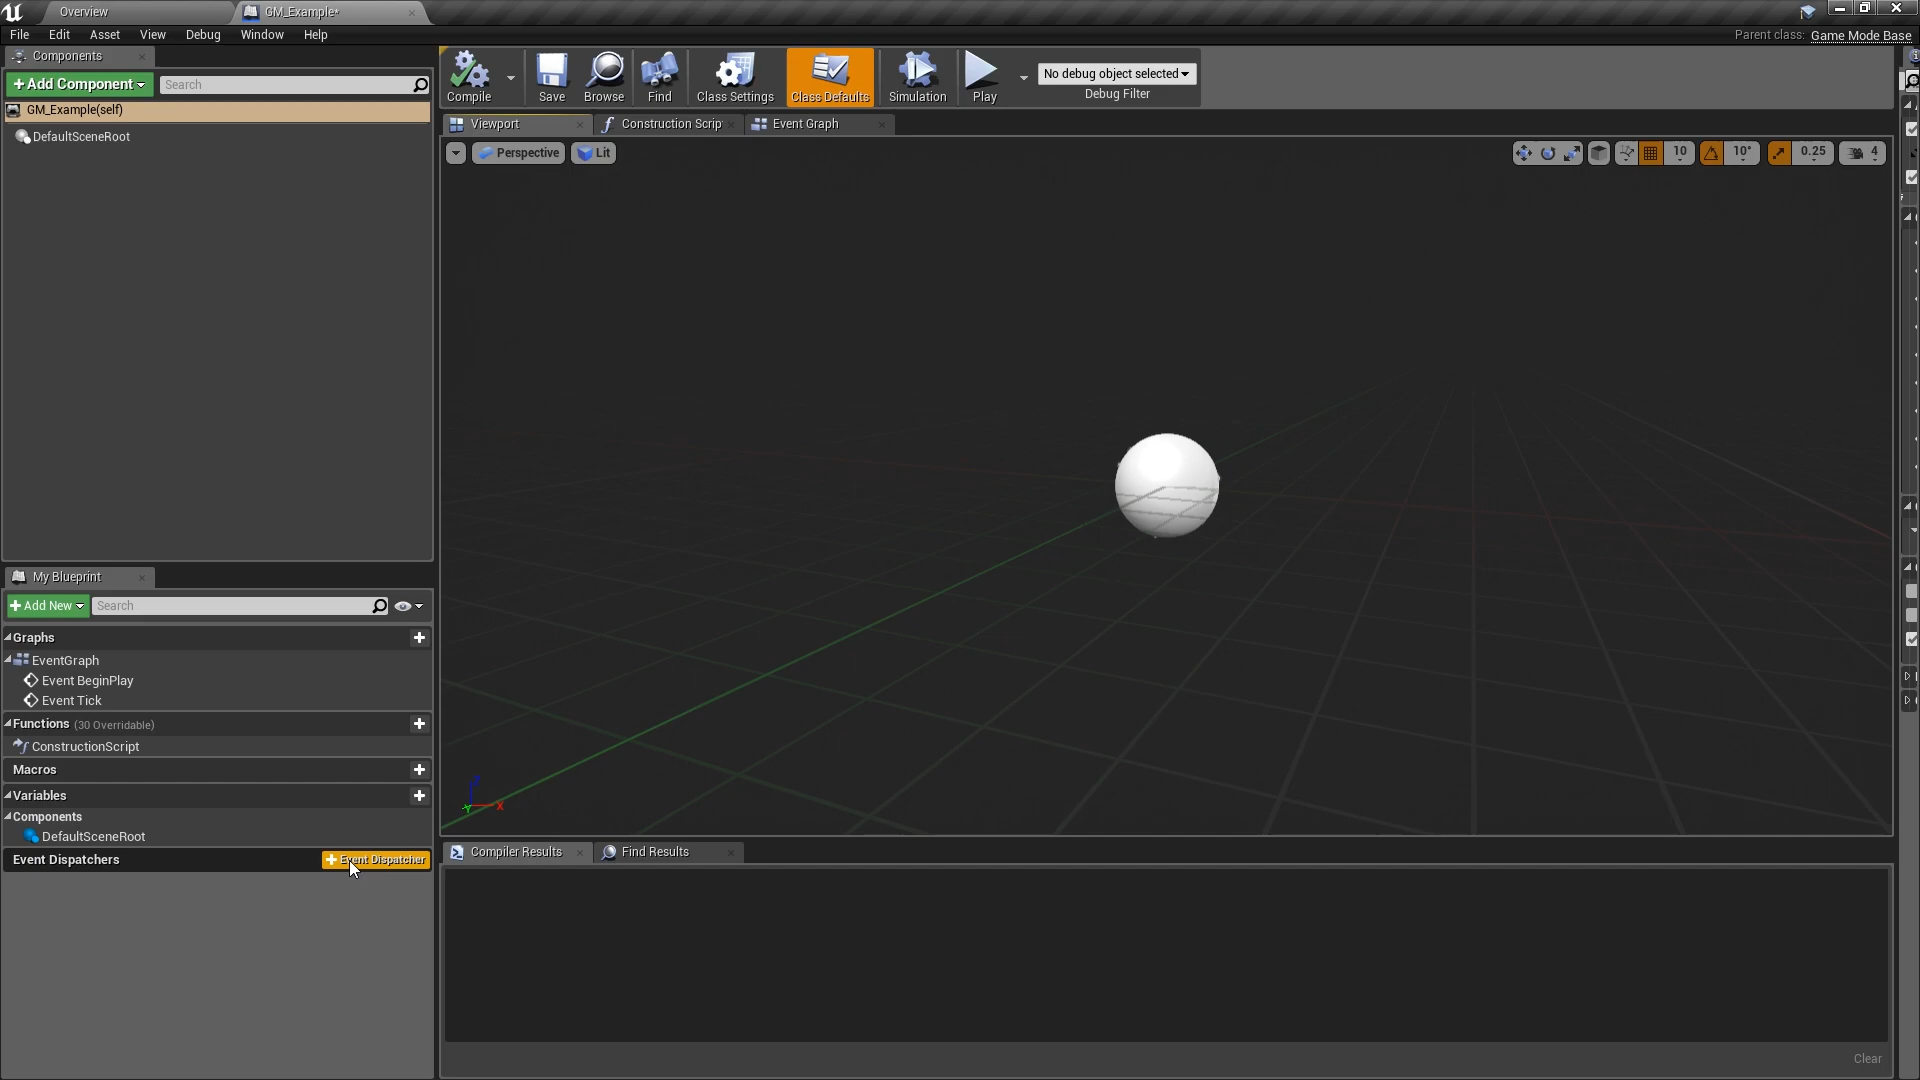 Overview
GM_Example*
File Edit Asset View Debug Window Help
Parent class: Game Mode Base
Components
Add Component
Search
GM_Example(self)
DefaultSceneRoot
Compile
Save
Browse
Find
Class Settings
Class Defaults
Simulation
Play
No debug object selected
Debug Filter
Viewport
Construction Scrip
Event Graph
Perspective
Lit
10
10°
0.25
4
My Blueprint
Add New
Search
Graphs
EventGraph
Event BeginPlay
Event Tick
Functions (30 Overridable)
ConstructionScript
Macros
Variables
Components
DefaultSceneRoot
Event Dispatchers
Event Dispatcher
X
Y
Compiler Results
Find Results
Clear